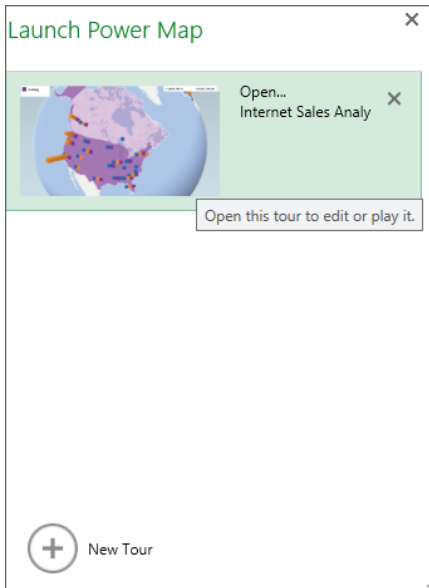 Launch Power Map
Open...
Internet Sales Analy
Open this tour to edit or play it.
New Tour